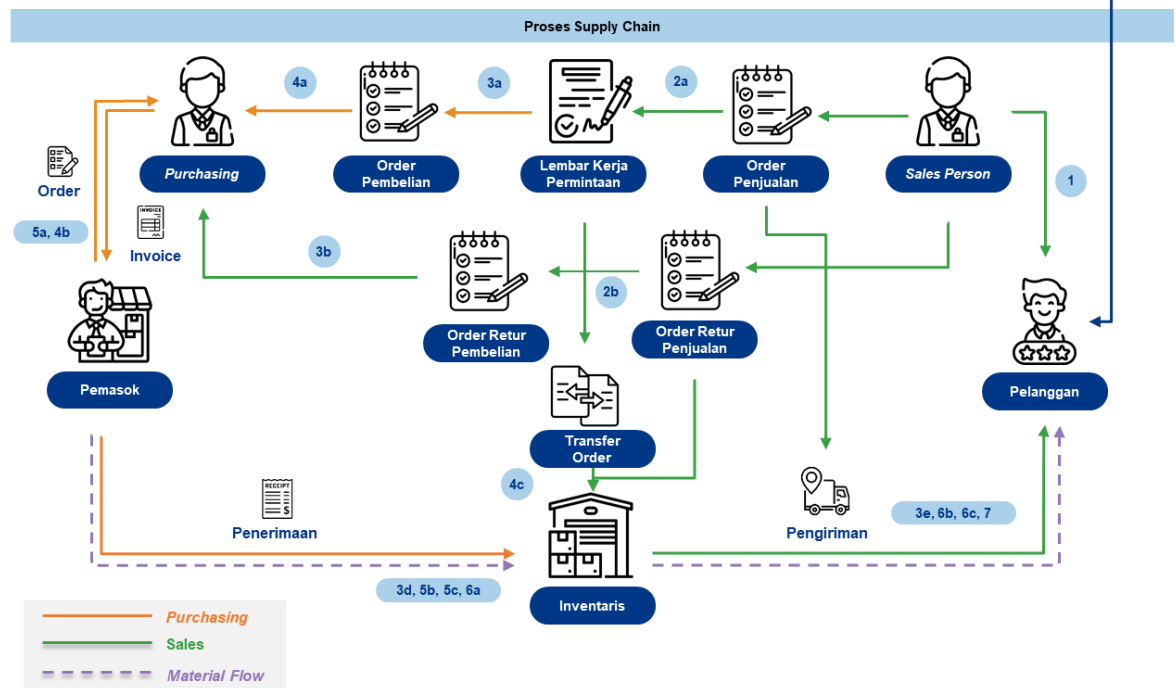 Proses Supply Chain
4a
3a
2a
Purchasing
Order
Pembelian
Lembar Kerja
Permintaan
Order
Penjualan
Sales Person
1
Order
5a, 4b
INVOICE
Invoice
3b
2b
Order Retur
Pembelian
Order Retur
Penjualan
Pemasok
Pelanggan
Transfer
Order
4c
RECEIPT
$
Penerimaan
Pengiriman
3e, 6b, 6c, 7
3d, 5b, 5c, 6a
Inventaris
Purchasing
Sales
Material Flow